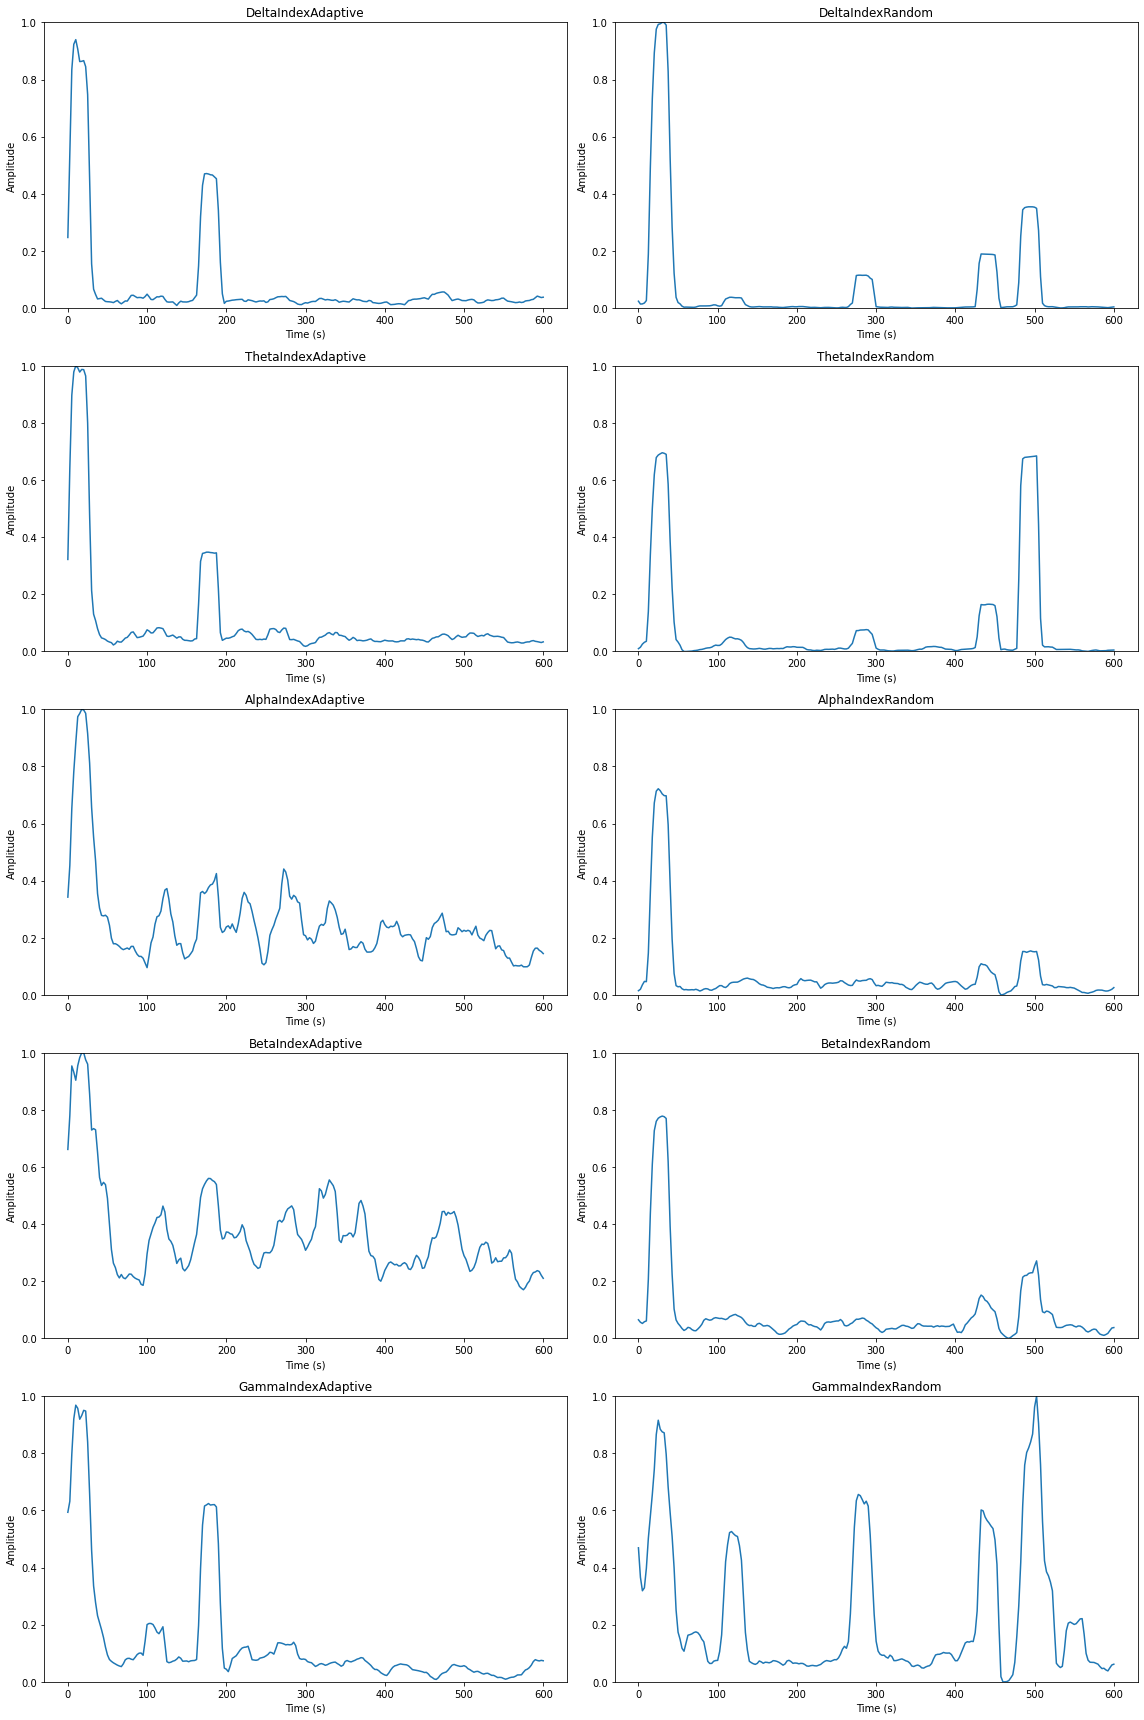 DeltaIndexAdaptive
1.0
0.8
0.6
0.4
0.2
0.0
Amplitude
0 100 200 300 400 500 600
Time (s)
DeltaIndexRandom
1.0
0.8
0.6
0.4
0.2
0.0
Amplitude
0 100 200 300 400 500 600
Time (s)
ThetaIndexAdaptive
1.0
0.8
0.6
0.4
0.2
0.0
Amplitude
0 100 200 300 400 500 600
Time (s)
ThetaIndexRandom
1.0
0.8
0.6
0.4
0.2
0.0
Amplitude
0 100 200 300 400 500 600
Time (s)
AlphaIndexAdaptive
1.0
0.8
0.6
0.4
0.2
0.0
Amplitude
0 100 200 300 400 500 600
Time (s)
AlphaIndexRandom
1.0
0.8
0.6
0.4
0.2
0.0
Amplitude
0 100 200 300 400 500 600
Time (s)
BetaIndexAdaptive
1.0
0.8
0.6
0.4
0.2
0.0
Amplitude
0 100 200 300 400 500 600
Time (s)
BetaIndexRandom
1.0
0.8
0.6
0.4
0.2
0.0
Amplitude
0 100 200 300 400 500 600
Time (s)
GammaIndexAdaptive
1.0
0.8
0.6
0.4
0.2
0.0
Amplitude
0 100 200 300 400 500 600
Time (s)
GammaIndexRandom
1.0
0.8
0.6
0.4
0.2
0.0
Amplitude
0 100 200 300 400 500 600
Time (s)